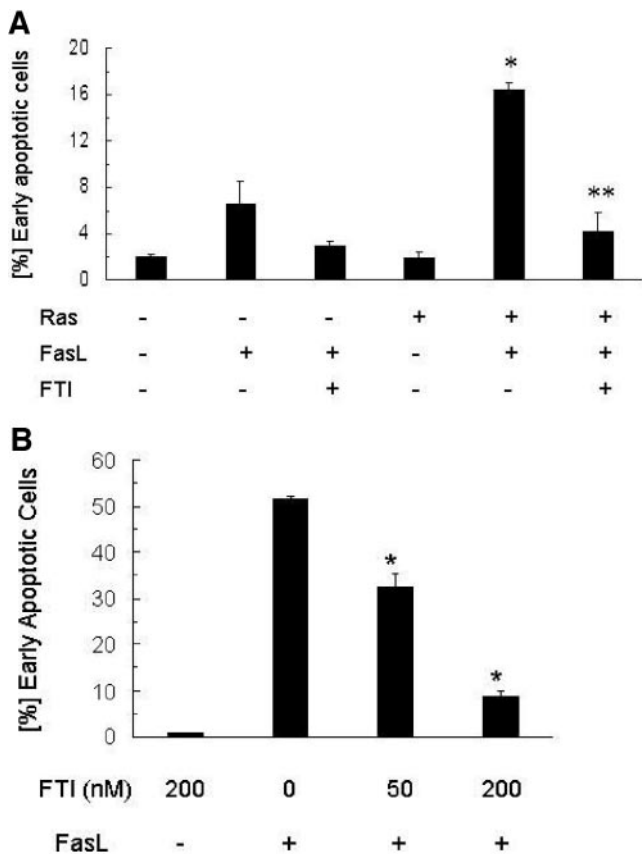 A
[%] Early apoptotic cells
20
16
12
8
4
0
*
**
Ras - - - + + +
FasL - + + - + +
FTI - - + - - +
B
[%] Early Apoptotic Cells
60
50
40
30
20
10
0
*
*
FTI (nM) 200 0 50 200
FasL - + + +